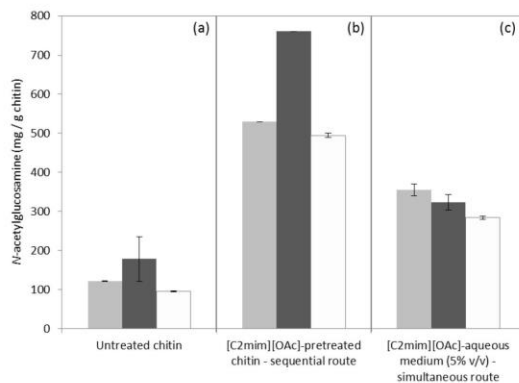 800
700
600
500
400
300
200
100
0
N-acetylglucosamine (mg / g chitin)
(a)
(b)
(c)
Untreated chitin
[C2mim][OAc]-pretreated
chitin - sequential route
[C2mim][OAc]-aqueous
medium (5% v/v) -
simultaneous route